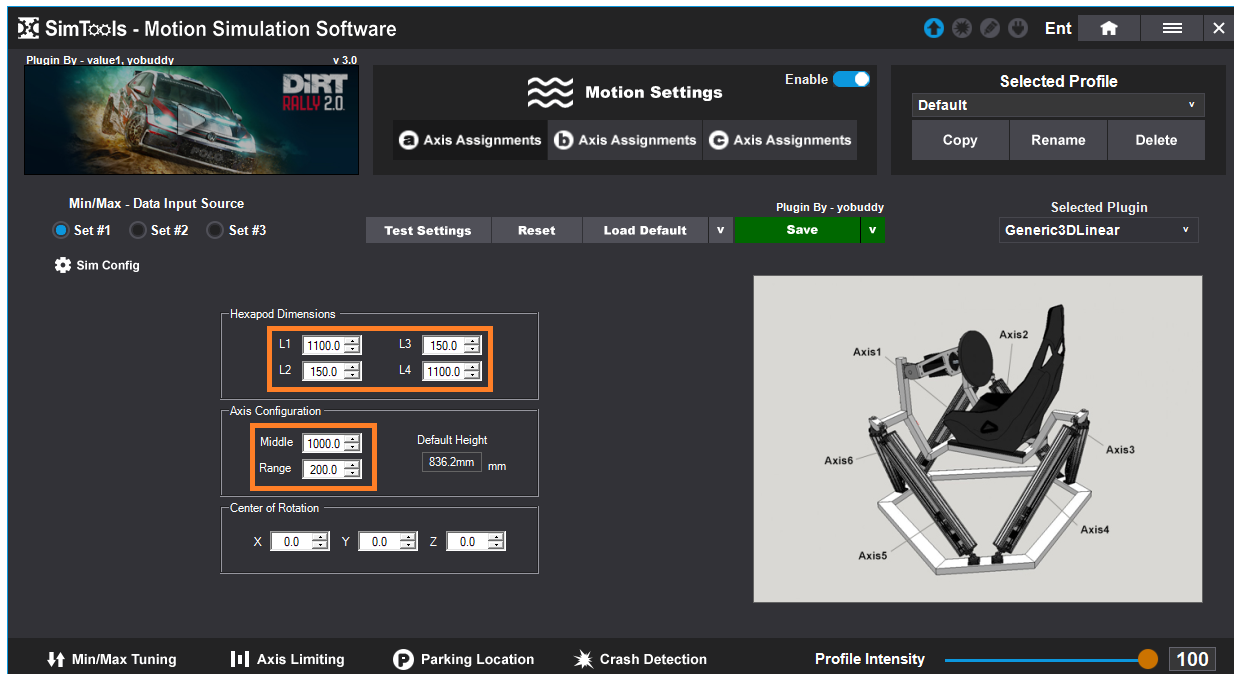 SimTools - Motion Simulation Software
Ent
Plugin By - value1, yobuddy v 3.0
DiRT
RALLY 2.0
POLO
Motion Settings
Enable
a Axis Assignments
b Axis Assignments
c Axis Assignments
Selected Profile
Default v
Copy Rename Delete
Min/Max - Data Input Source
Set #1 Set #2 Set #3
Sim Config
Plugin By - yobuddy
Test Settings Reset Load Default v Save v
Selected Plugin
Generic3DLinear v
Hexapod Dimensions
L1 1100.0 L3 150.0
L2 150.0 L4 1100.0
Axis Configuration
Middle 1000.0
Range 200.0
Default Height
836.2mm mm
Center of Rotation
X 0.0 Y 0.0 Z 0.0
Axis2
Axis1
Axis3
Axis6
Axis4
Axis5
Min/Max Tuning
Axis Limiting
P Parking Location
Crash Detection
Profile Intensity 100